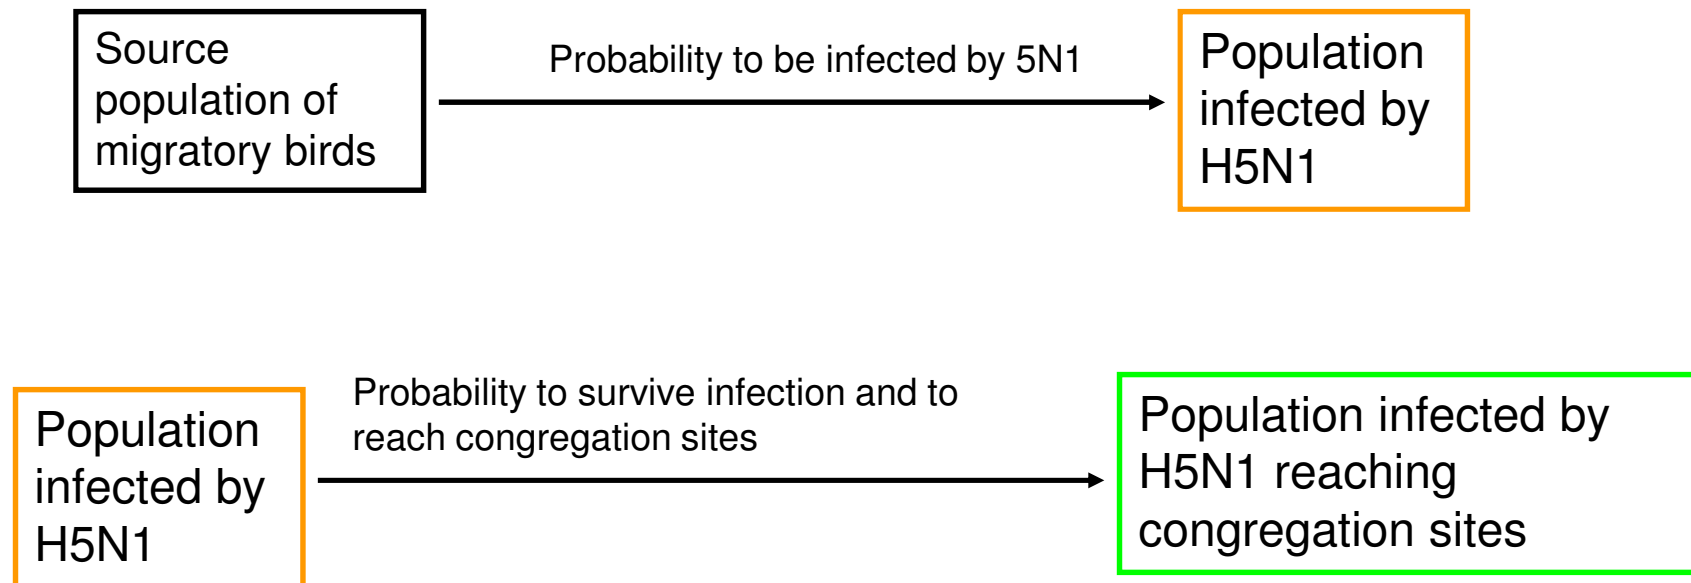 Source
population of
migratory birds
Probability to be infected by 5N1
Population
infected by
H5N1
Population
infected by
H5N1
Probability to survive infection and to
reach congregation sites
Population infected by
H5N1 reaching
congregation sites